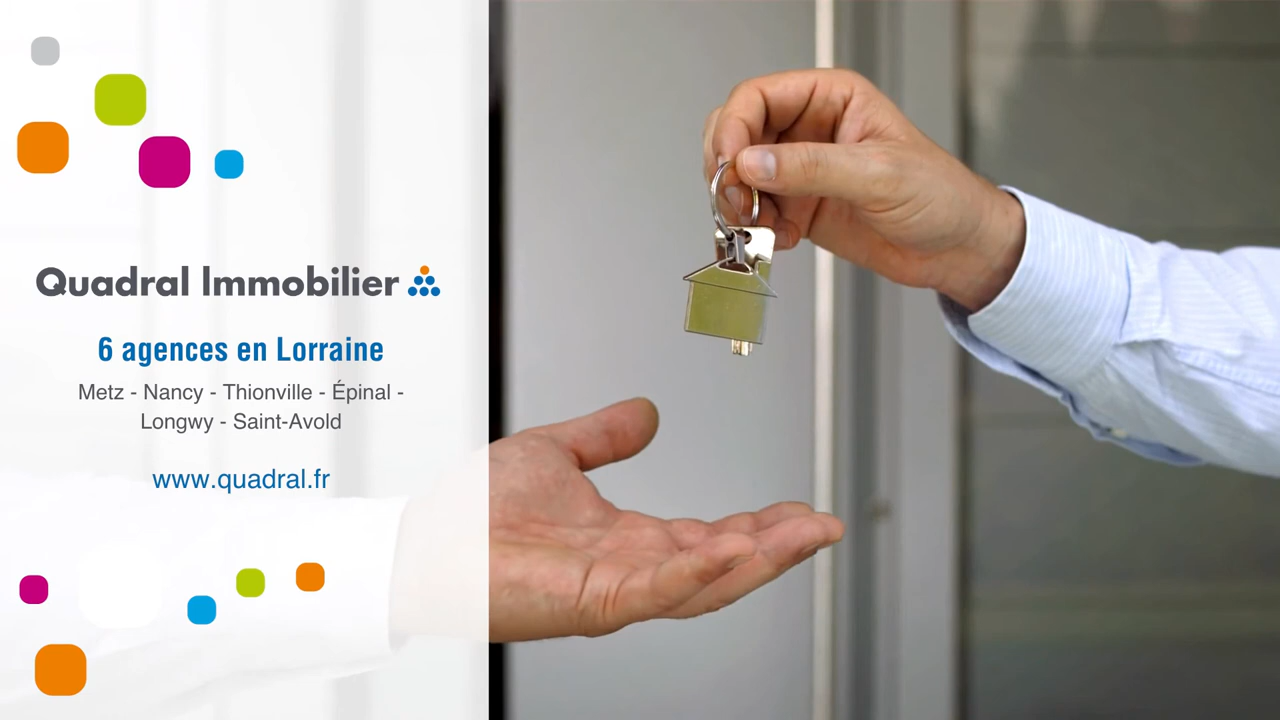 Quadral Immobilier
6 agences en Lorraine
Metz - Nancy - Thionville - Épinal -
Longwy - Saint-Avold
www.quadral.fr